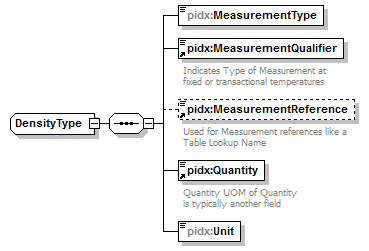 pidx:MeasurementType
pidx:MeasurementQualifier
Indicates Type of Measurement at
fixed or transactional temperatures
DensityType
pidx:MeasurementReference
Used for Measurement references like a
Table Lookup Name
pidx:Quantity
Quantity UOM of Quantity
is typically another field
pidx:Unit